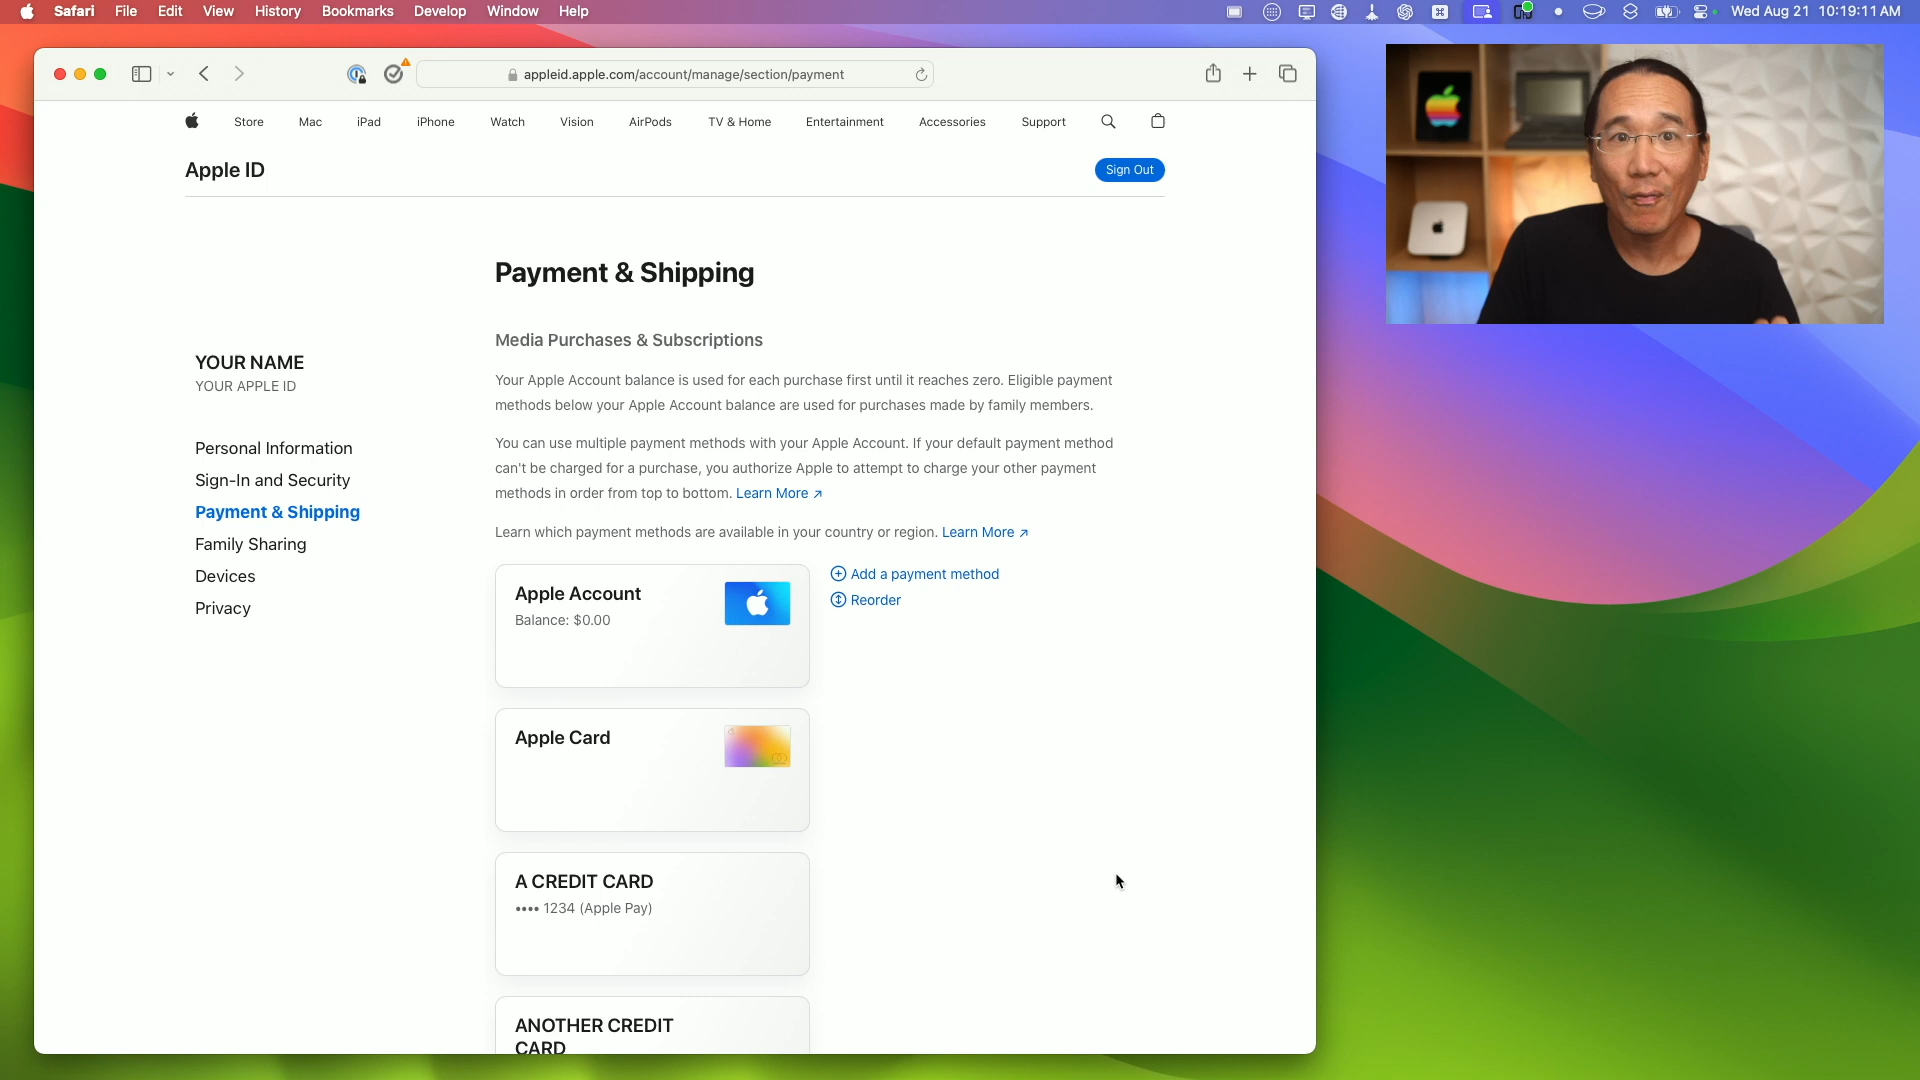 Safari File Edit View History Bookmarks Develop Window Help
Wed Aug 21 10:19:11 AM
appleid.apple.com/account/manage/section/payment
Store Mac iPad iPhone Watch Vision AirPods TV & Home Entertainment Accessories Support
Apple ID
Sign Out
YOUR NAME
YOUR APPLE ID
Personal Information
Sign-In and Security
Payment & Shipping
Family Sharing
Devices
Privacy
Payment & Shipping
Media Purchases & Subscriptions
Your Apple Account balance is used for each purchase first until it reaches zero. Eligible payment
methods below your Apple Account balance are used for purchases made by family members.
You can use multiple payment methods with your Apple Account. If your default payment method
can't be charged for a purchase, you authorize Apple to attempt to charge your other payment
methods in order from top to bottom. Learn More ↗
Learn which payment methods are available in your country or region. Learn More ↗
Apple Account
Balance: $0.00
Add a payment method
Reorder
Apple Card
A CREDIT CARD
•••• 1234 (Apple Pay)
ANOTHER CREDIT
CARD